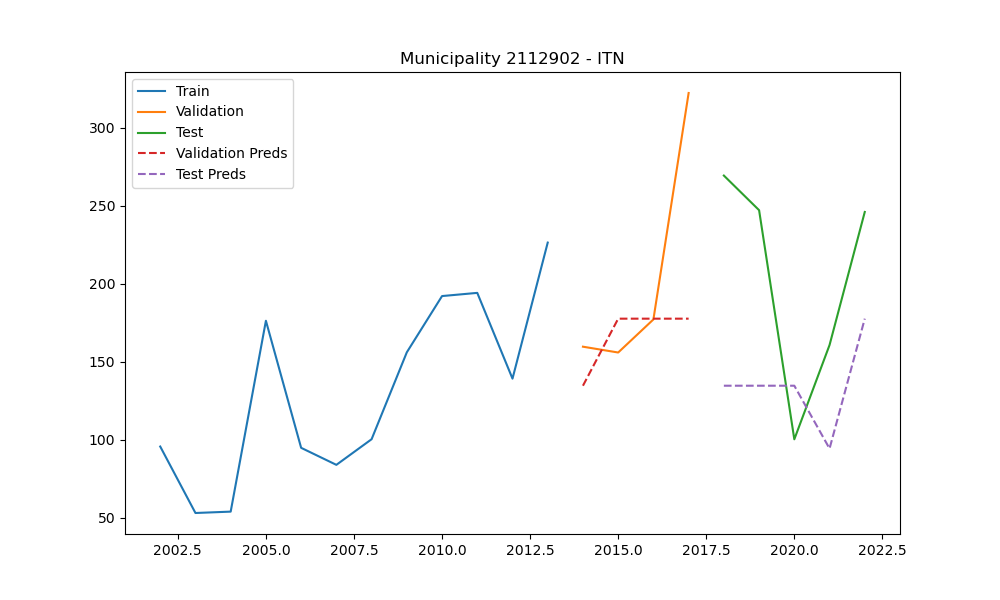 Municipality 2112902 - ITN
Train
Validation
Test
Validation Preds
Test Preds
300
250
200
150
100
50
2002.5 2005.0 2007.5 2010.0 2012.5 2015.0 2017.5 2020.0 2022.5